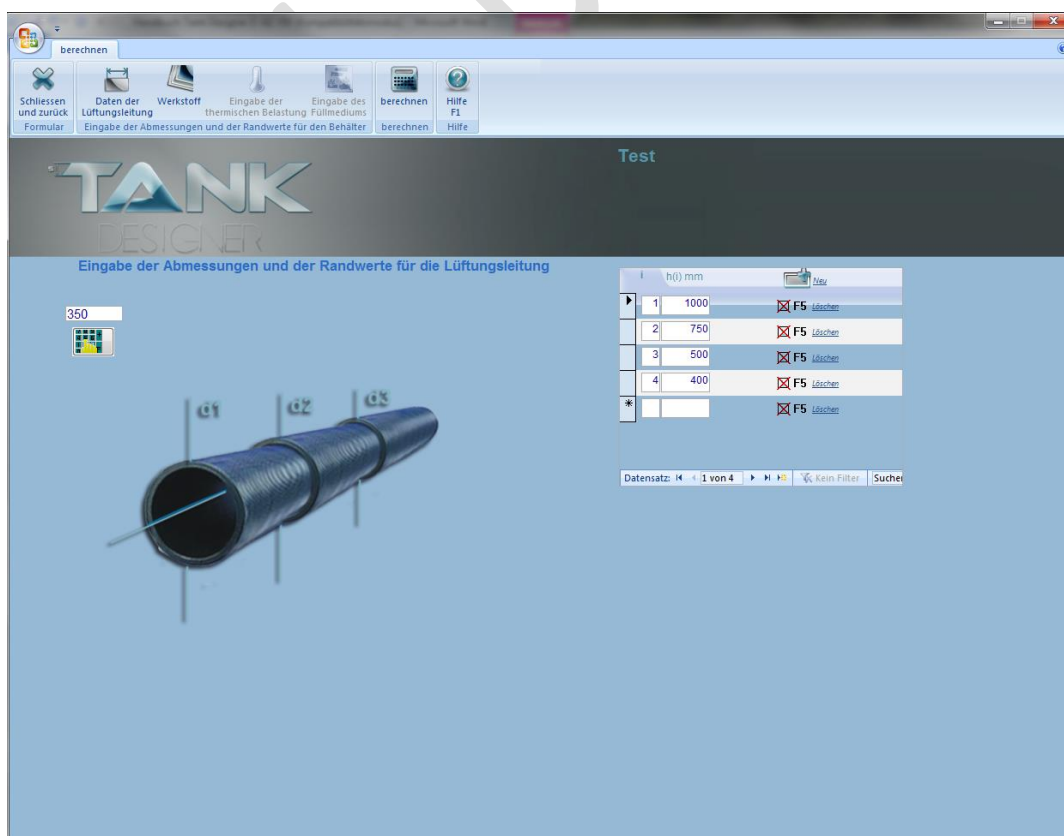 berechnen
Schliessen und zurück
Daten der Lüftungsleitung
Werkstoff
Eingabe der thermischen Belastung
Eingabe des Füllmediums
berechnen
Hilfe F1
Formular
Eingabe der Abmessungen und der Randwerte für den Behälter
berechnen
Hilfe
TANK
DESIGNER
Test
Eingabe der Abmessungen und der Randwerte für die Lüftungsleitung
350
d1 d2 d3
i h(i) mm Neu
1 1000 F5 Löschen
2 750 F5 Löschen
3 500 F5 Löschen
4 400 F5 Löschen
* F5 Löschen
Datensatz: 1 von 4 Kein Filter Suchen